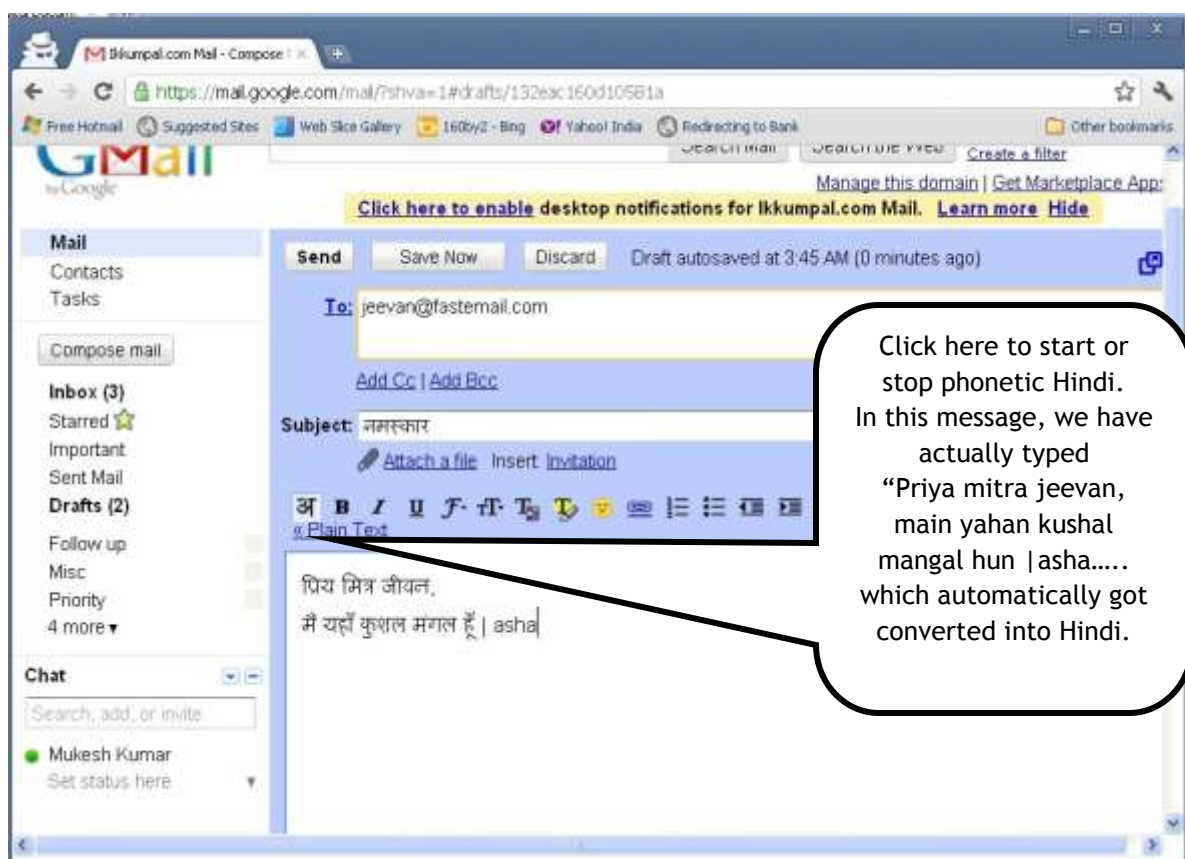 Ikkumpal.com Mail - Compose
https://mail.google.com/mail/?shva=1#drafts/132eac160d10581a
Free Hotmail Suggested Sites Web Slice Gallery 160by2 - Bing Yahoo! India Redirecting to Bank Other bookmarks
GMail Search Mail Search the Web Create a filter
by Google
Manage this domain | Get Marketplace Apps
Click here to enable desktop notifications for Ikkumpal.com Mail. Learn more Hide
Mail
Contacts
Tasks
Compose mail
Inbox (3)
Starred
Important
Sent Mail
Drafts (2)
Follow up
Misc
Priority
4 more ▾
Chat
Search, add, or invite
Mukesh Kumar
Set status here
Send Save Now Discard Draft autosaved at 3:45 AM (0 minutes ago)
To: jeevan@fastemail.com
Add Cc | Add Bcc
Subject: नमस्कार
Attach a file Insert: Invitation
अ B I U
« Plain Text
प्रिय मित्र जीवन,
मैं यहाँ कुशल मंगल हूँ | asha
Click here to start or
stop phonetic Hindi.
In this message, we have
actually typed
“Priya mitra jeevan,
main yahan kushal
mangal hun |asha…..
which automatically got
converted into Hindi.